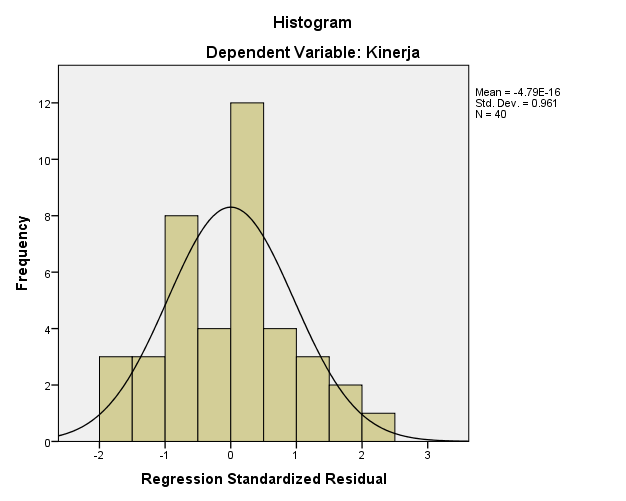 Histogram
Dependent Variable: Kinerja
Mean = -4.79E-16
Std. Dev. = 0.961
N = 40
Frequency
12
10
8
6
4
2
0
-2 -1 0 1 2 3
Regression Standardized Residual